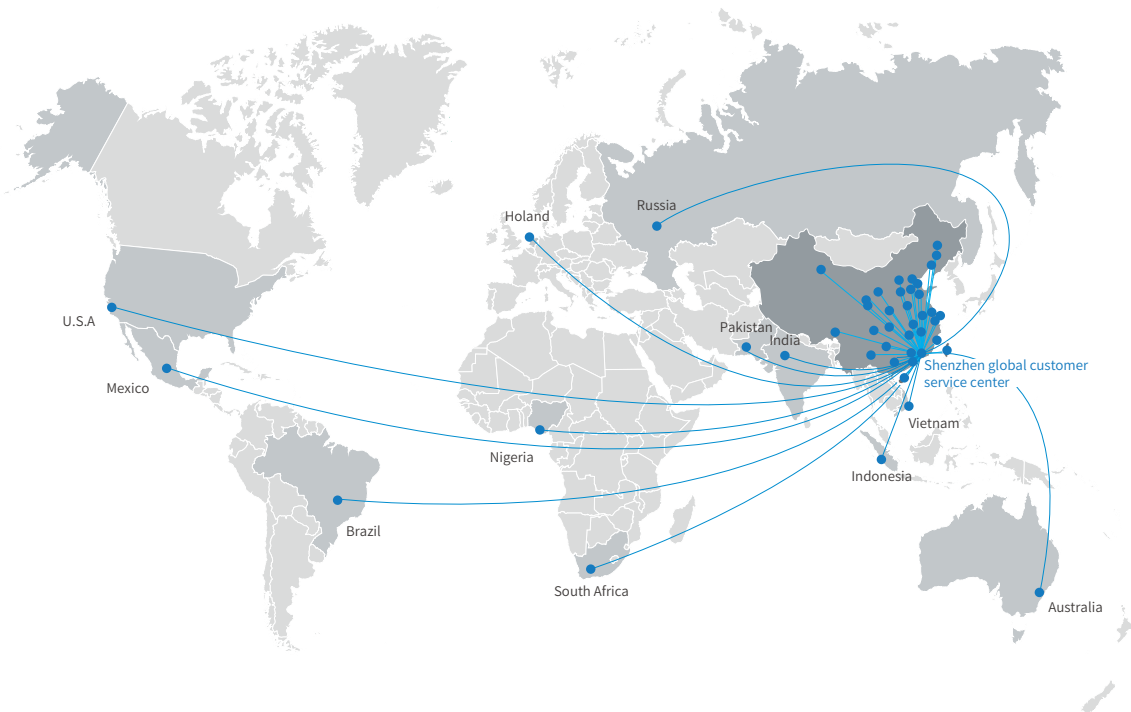 Russia
Holand
U.S.A
Pakistan
India
Shenzhen global customer
service center
Mexico
Vietnam
Nigeria
Indonesia
Brazil
South Africa
Australia